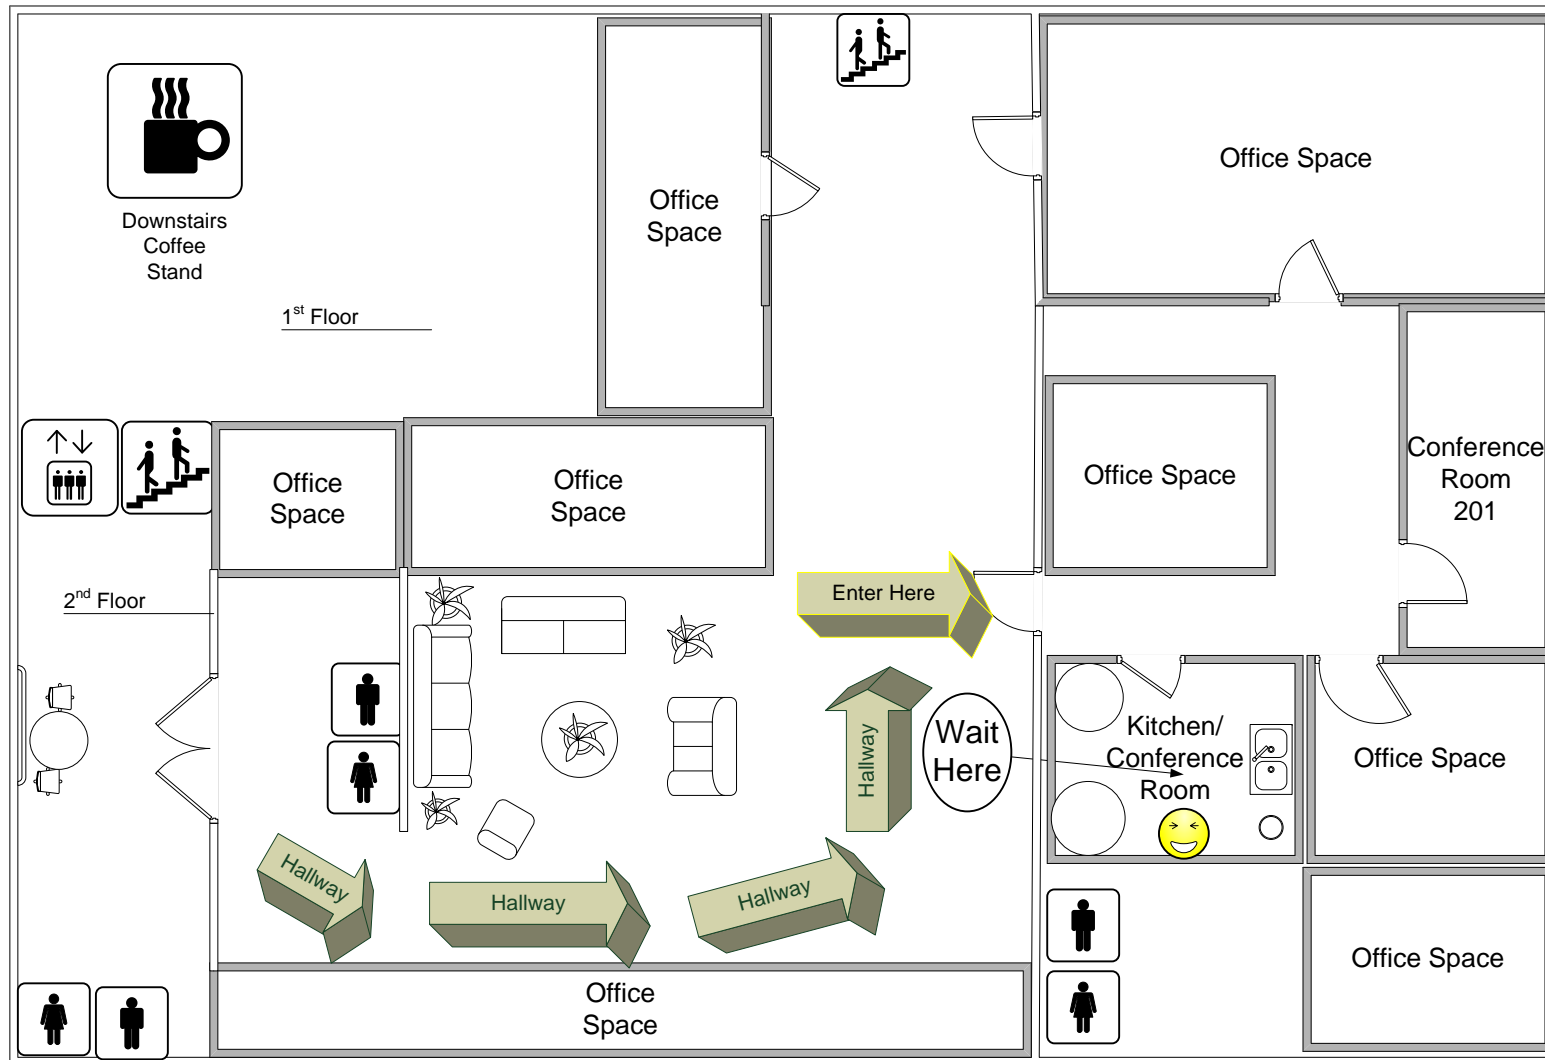 Downstairs
Coffee
Stand
1st Floor
Office
Space
Office Space
Office
Space
Office
Space
Office Space
Conference
Room
201
2nd Floor
Enter Here
Hallway
Wait
Here
Kitchen/
Conference
Room
Office Space
Hallway
Hallway
Hallway
Office
Space
Office Space